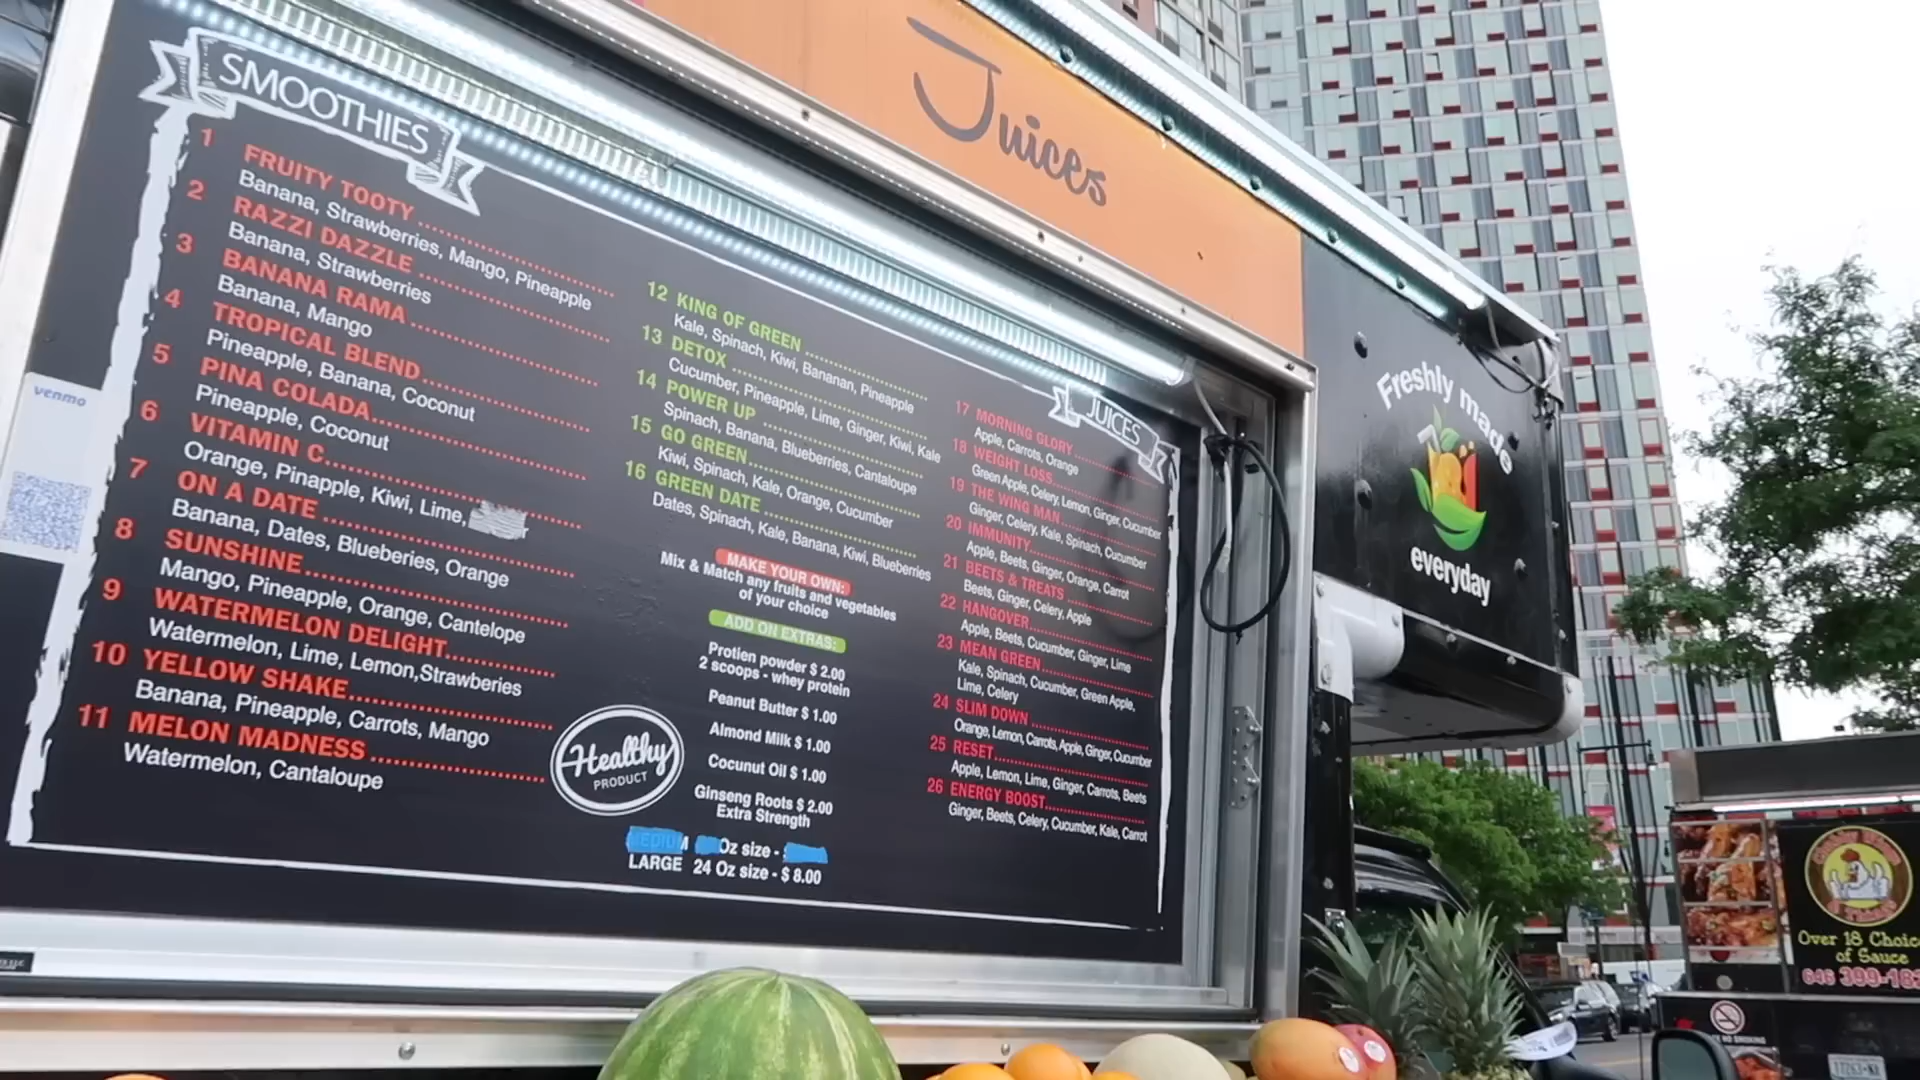 Juices
SMOOTHIES
1 FRUITY TOOTY
Banana, Strawberries, Mango, Pineapple
2 RAZZI DAZZLE
Banana, Strawberries
3 BANANA RAMA
Banana, Mango
4 TROPICAL BLEND
Pineapple, Banana, Coconut
5 PINA COLADA
Pineapple, Coconut
6 VITAMIN C
Orange, Pinapple, Kiwi, Lime,
7 ON A DATE
Banana, Dates, Blueberies, Orange
8 SUNSHINE
Mango, Pineapple, Orange, Cantelope
9 WATERMELON DELIGHT
Watermelon, Lime, Lemon,Strawberies
10 YELLOW SHAKE
Banana, Pineapple, Carrots, Mango
11 MELON MADNESS
Watermelon, Cantaloupe
12 KING OF GREEN
Kale, Spinach, Kiwi, Bananan, Pineapple
13 DETOX
Cucumber, Pineapple, Lime, Ginger, Kiwi, Kale
14 POWER UP
Spinach, Banana, Blueberries, Cantaloupe
15 GO GREEN
Kiwi, Spinach, Kale, Orange, Cucumber
16 GREEN DATE
Dates, Spinach, Kale, Banana, Kiwi, Blueberries
MAKE YOUR OWN:
Mix & Match any fruits and vegetables
of your choice
ADD ON EXTRAS:
Protien powder $ 2.00
2 scoops - whey protein
Peanut Butter $ 1.00
Almond Milk $ 1.00
Coconut Oil $ 1.00
Ginseng Roots $ 2.00
Extra Strength
MEDIUM Oz size -
LARGE 24 Oz size - $ 8.00
Healthy
PRODUCT
JUICES
17 MORNING GLORY
Apple, Carrots, Orange
18 WEIGHT LOSS
Green Apple, Celery, Lemon, Ginger, Cucumber
19 THE WING MAN
Ginger, Celery, Kale, Spinach, Cucumber
20 IMMUNITY
Apple, Beets, Ginger, Orange, Carrot
21 BEETS & TREATS
Beets, Ginger, Celery, Apple
22 HANGOVER
Apple, Beets, Cucumber, Ginger, Lime
23 MEAN GREEN
Kale, Spinach, Cucumber, Green Apple,
Lime, Celery
24 SLIM DOWN
Orange, Lemon, Carrots, Apple, Ginger, Cucumber
25 RESET
Apple, Lemon, Lime, Ginger, Carrots, Beets
26 ENERGY BOOST
Ginger, Beets, Celery, Cucumber, Kale, Carrot
venmo
Freshly made
everyday
Over 18 Choice
of Sauce
646 399-182